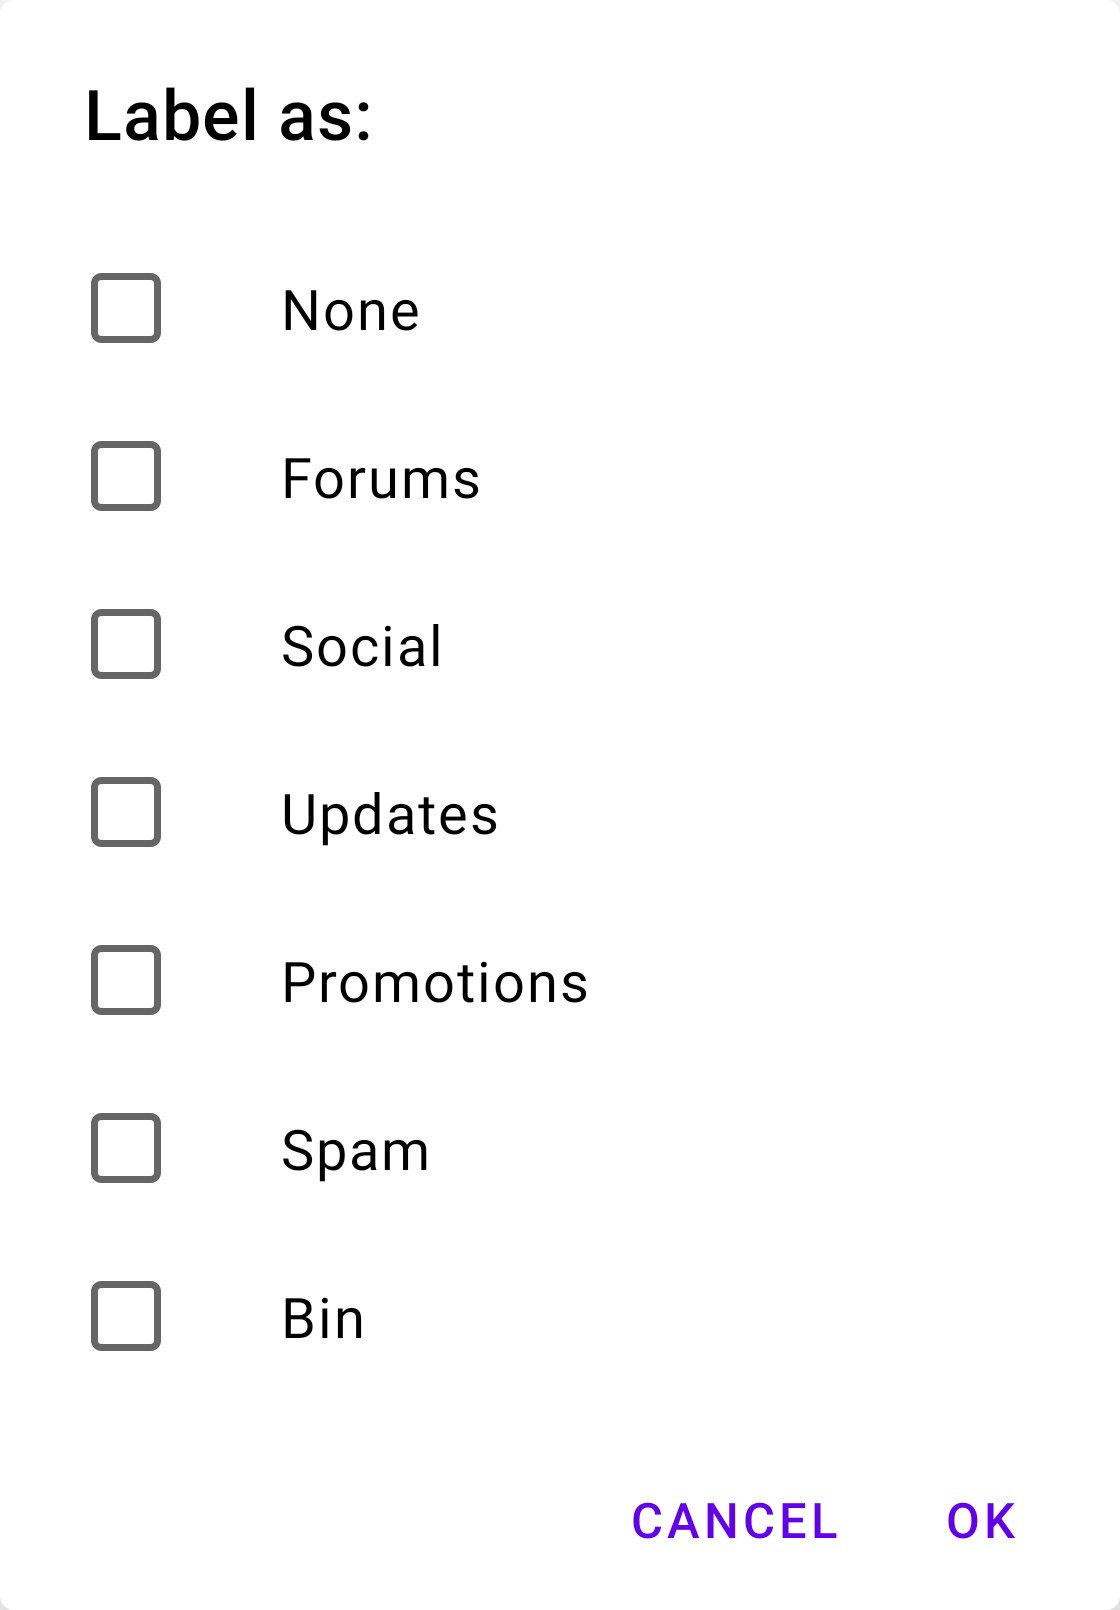 Label as:
None
Forums
Social
Updates
Promotions
Spam
Bin
CANCEL OK